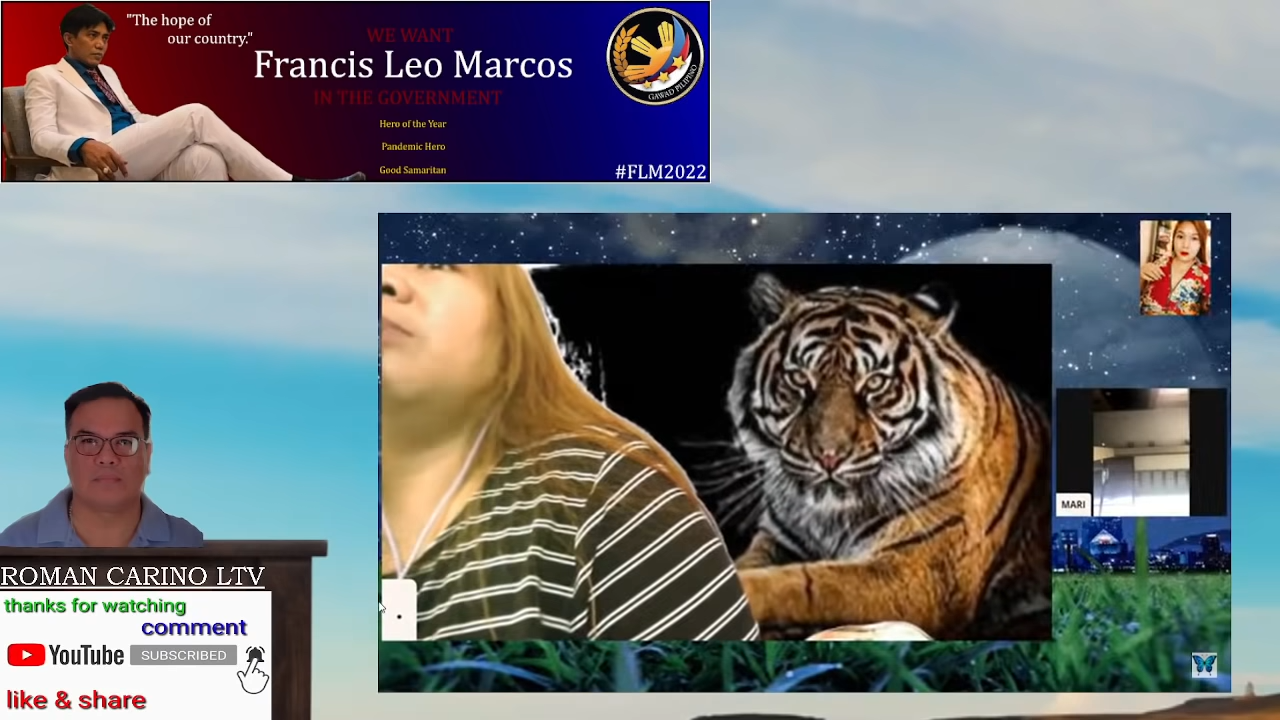 "The hope of
our country."
WE WANT
Francis Leo Marcos
IN THE GOVERNMENT
Hero of the Year
Pandemic Hero
Good Samaritan
GAWAD PILIPINO
#FLM2022
MARI
ROMAN CARINO LTV
thanks for watching
comment
YouTube SUBSCRIBED
like & share